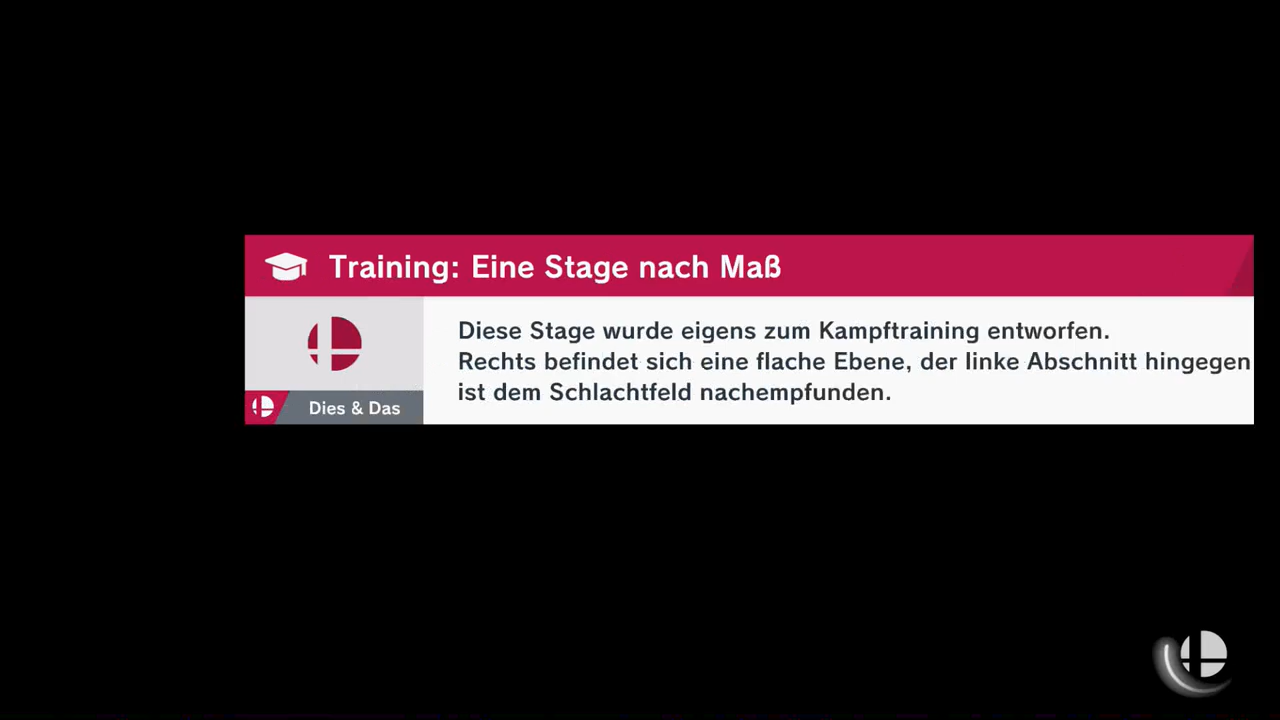 Training: Eine Stage nach Maß
Diese Stage wurde eigens zum Kampftraining entworfen.
Rechts befindet sich eine flache Ebene, der linke Abschnitt hingegen
ist dem Schlachtfeld nachempfunden.
Dies & Das